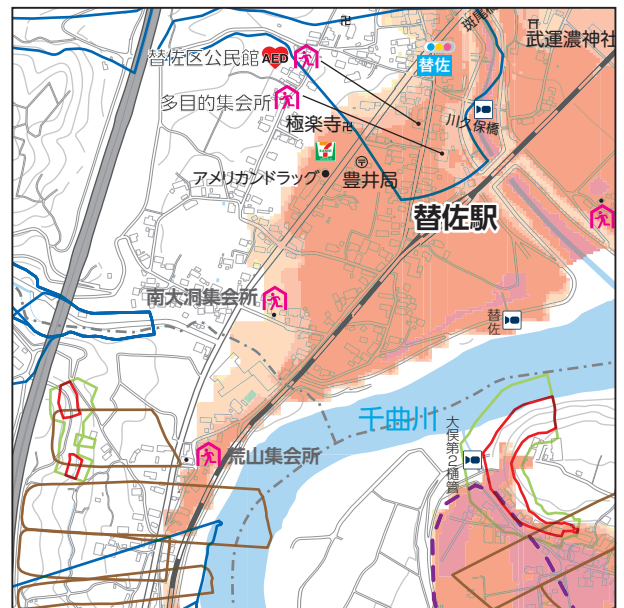 斑尾橋
武運濃神社
替佐区公民館
AED
替佐
多目的集会所
川久保橋
極楽寺
アメリカンドラッグ
豊井局
替佐駅
南大洞集会所
替佐
千曲川
大俣第2樋管
荒山集会所